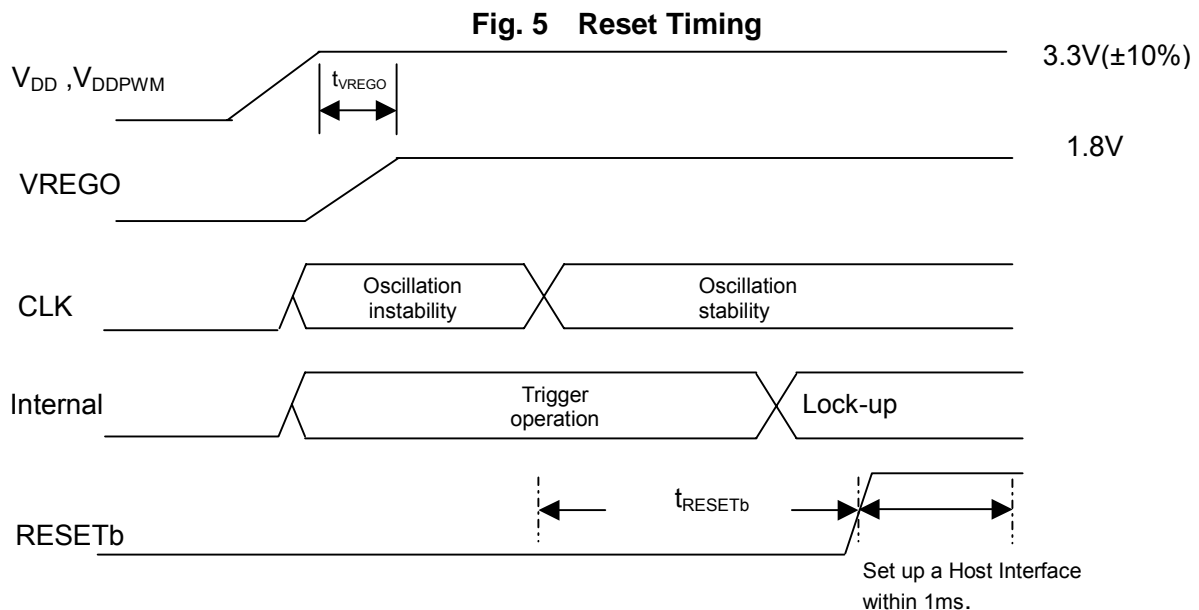 Fig. 5 Reset Timing
VDD ,VDDPWM
tVREGO
3.3V(±10%)
VREGO
1.8V
CLK
Oscillation
instability
Oscillation
stability
Internal
Trigger
operation
Lock-up
RESETb
tRESETb
Set up a Host Interface
within 1ms.